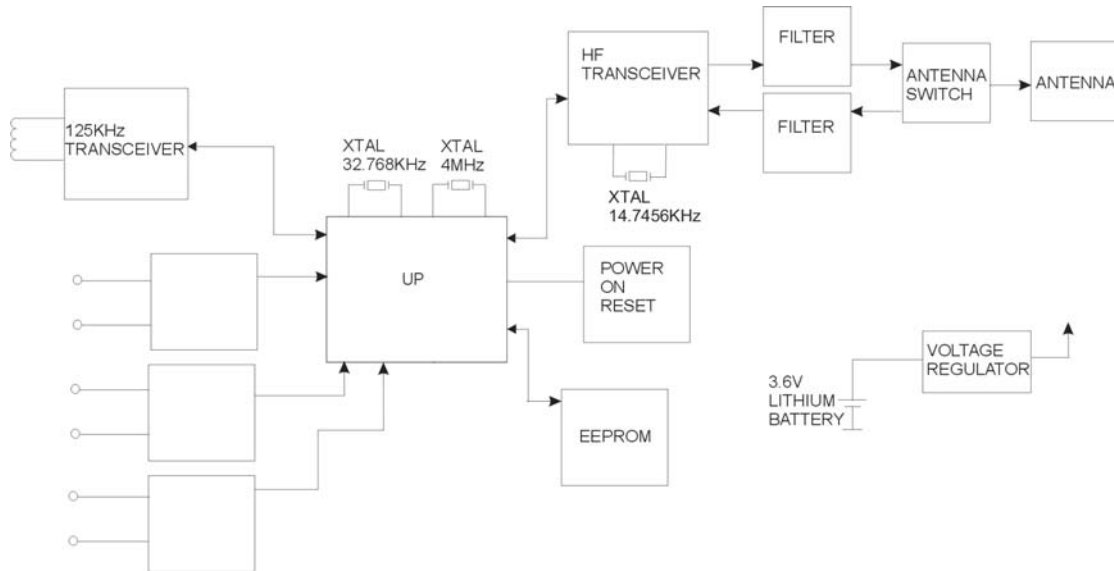 FILTER
HF
TRANSCEIVER
ANTENNA
SWITCH
ANTENNA
125KHz
TRANSCEIVER
FILTER
XTAL
32.768KHz
XTAL
4MHz
XTAL
14.7456KHz
UP
POWER
ON
RESET
VOLTAGE
REGULATOR
3.6V
LITHIUM
BATTERY
EEPROM